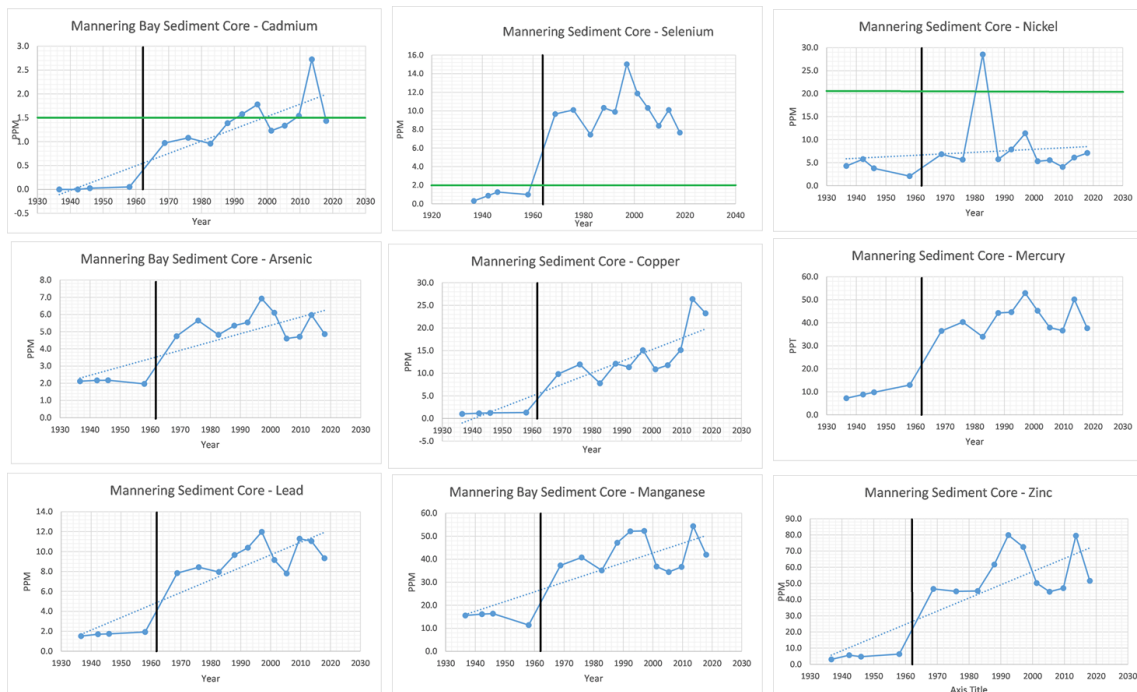 Mannering Bay Sediment Core - Cadmium
3.0
2.5
2.0
1.5
1.0
0.5
0.0
-0.5
PPM
1930 1940 1950 1960 1970 1980 1990 2000 2010 2020 2030
Year
Mannering Sediment Core - Selenium
16.0
14.0
12.0
10.0
8.0
6.0
4.0
2.0
0.0
PPM
1920 1940 1960 1980 2000 2020 2040
Year
Mannering Sediment Core - Nickel
30.0
25.0
20.0
15.0
10.0
5.0
0.0
PPM
1930 1940 1950 1960 1970 1980 1990 2000 2010 2020 2030
Year
Mannering Bay Sediment Core - Arsenic
8.0
7.0
6.0
5.0
4.0
3.0
2.0
1.0
0.0
PPM
1930 1940 1950 1960 1970 1980 1990 2000 2010 2020 2030
Year
Mannering Sediment Core - Copper
30.0
25.0
20.0
15.0
10.0
5.0
0.0
-5.0
PPM
1930 1940 1950 1960 1970 1980 1990 2000 2010 2020 2030
Year
Mannering Sediment Core - Mercury
60.0
50.0
40.0
30.0
20.0
10.0
0.0
PPT
1930 1940 1950 1960 1970 1980 1990 2000 2010 2020 2030
Year
Mannering Sediment Core - Lead
14.0
12.0
10.0
8.0
6.0
4.0
2.0
0.0
PPM
1930 1940 1950 1960 1970 1980 1990 2000 2010 2020 2030
Year
Mannering Bay Sediment Core - Manganese
60.0
50.0
40.0
30.0
20.0
10.0
0.0
PPM
1930 1940 1950 1960 1970 1980 1990 2000 2010 2020 2030
Year
Mannering Sediment Core - Zinc
90.0
80.0
70.0
60.0
50.0
40.0
30.0
20.0
10.0
0.0
PPM
1930 1940 1950 1960 1970 1980 1990 2000 2010 2020 2030
Axis Title